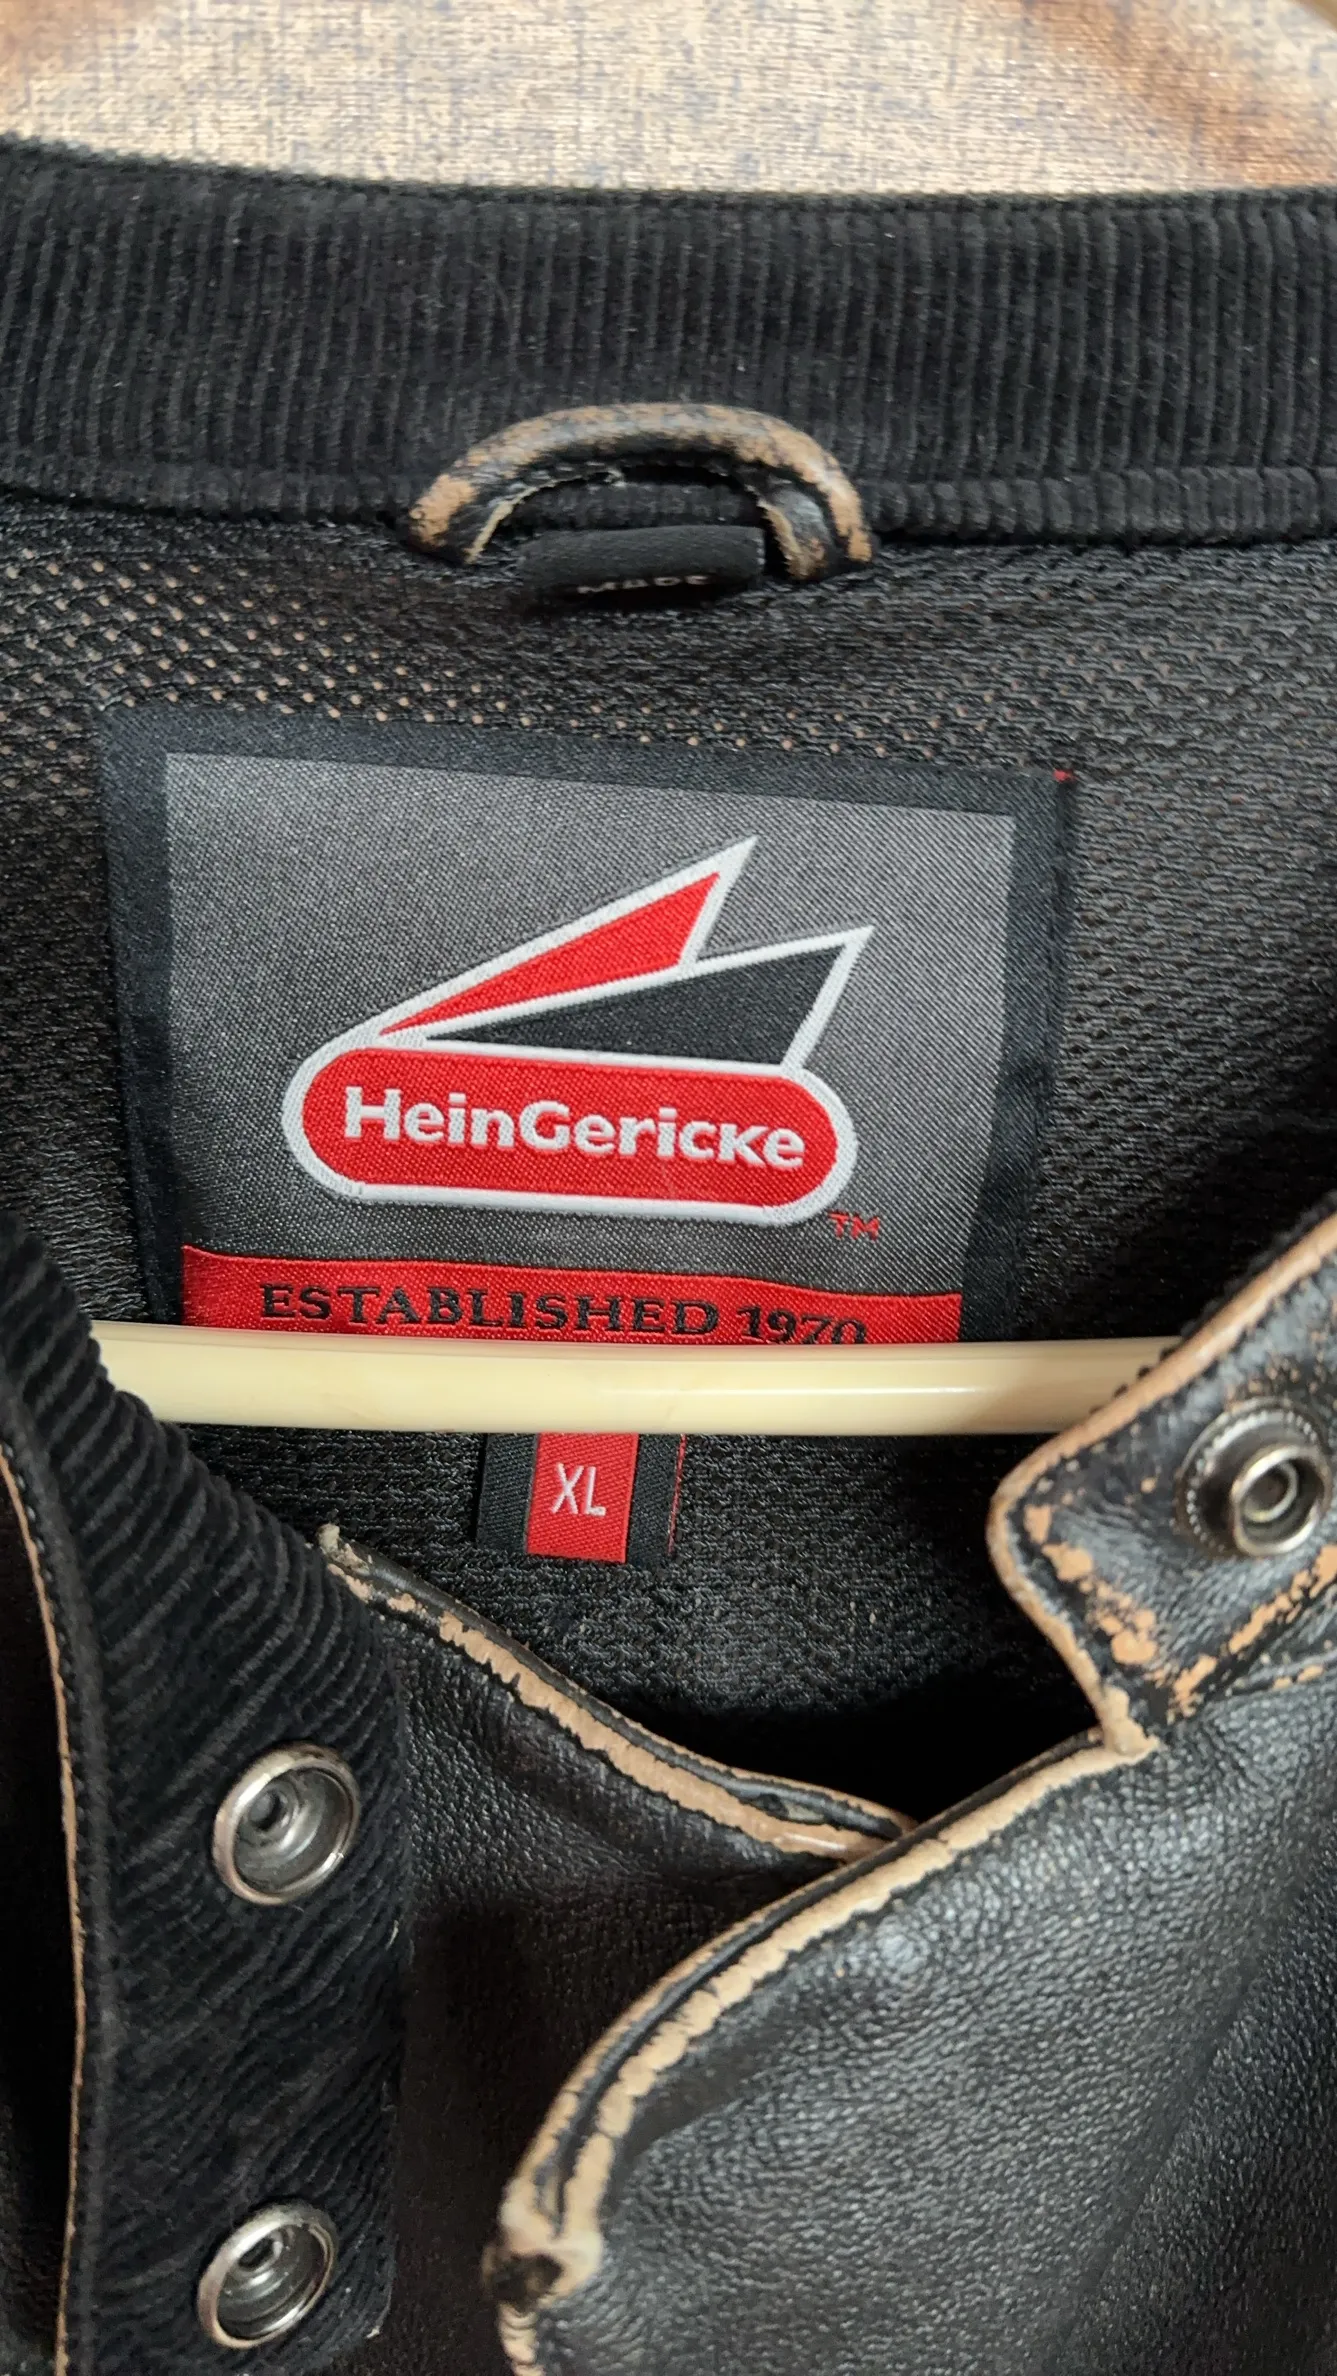 HeinGericke
TM
ESTABLISHED 1970
XL